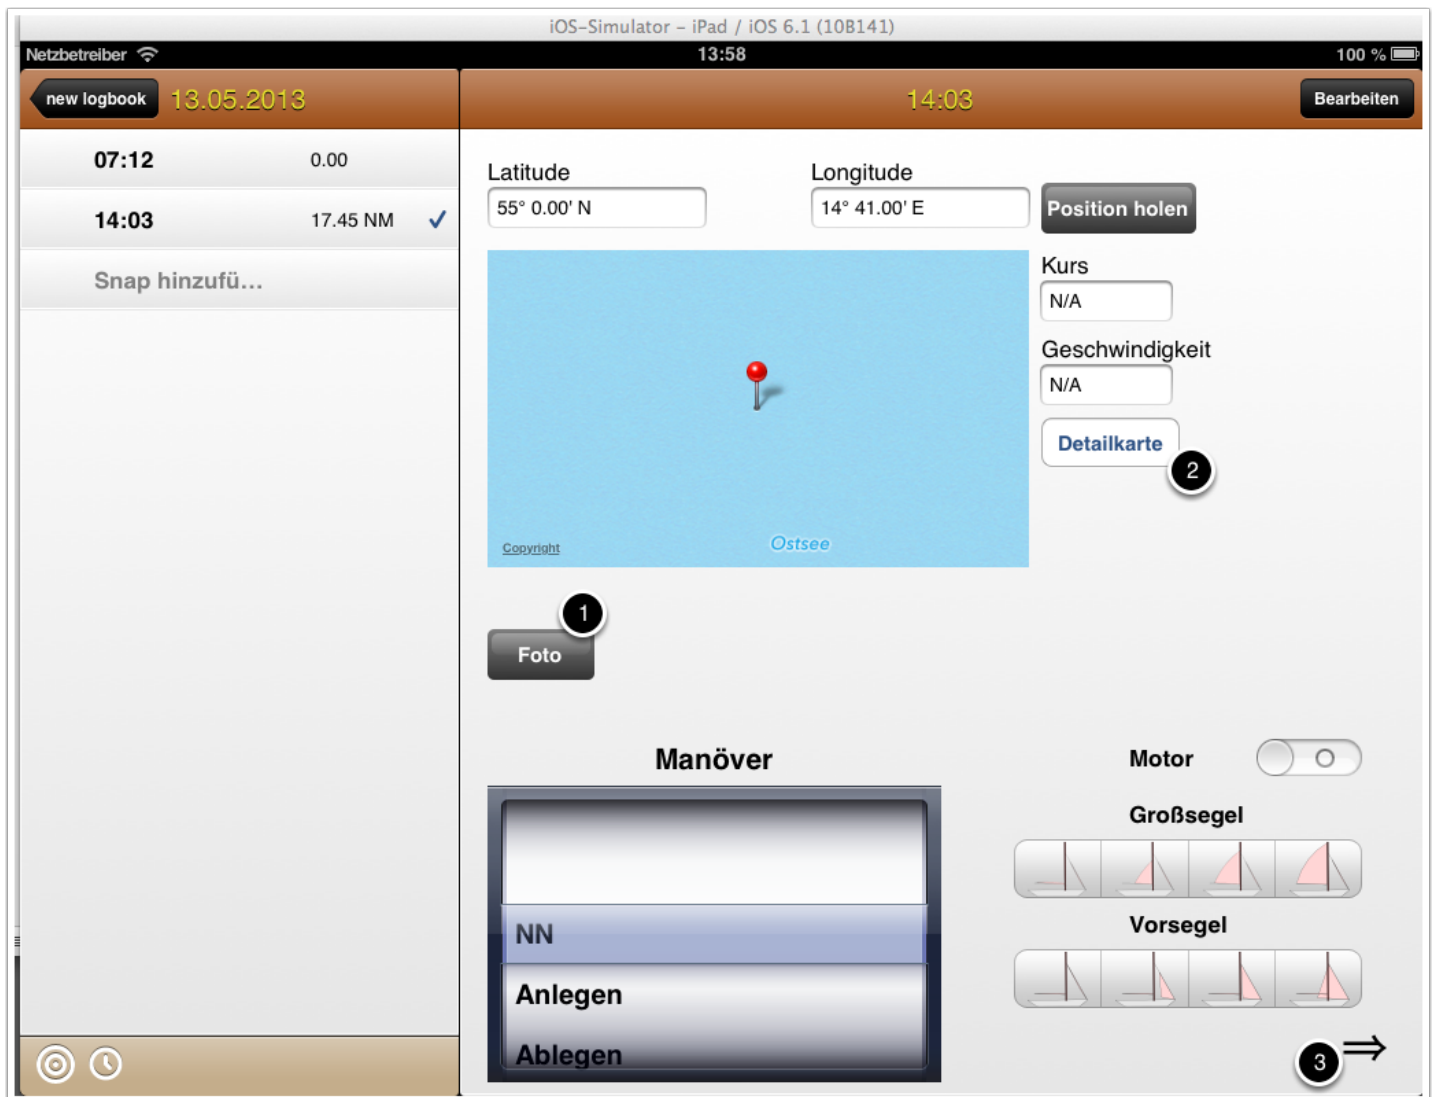 iOS-Simulator – iPad / iOS 6.1 (10B141)
Netzbetreiber 13:58 100 %
new logbook 13.05.2013 14:03 Bearbeiten
07:12 0.00
14:03 17.45 NM
Snap hinzufü...
Latitude Longitude
55° 0.00' N 14° 41.00' E Position holen
Kurs
N/A
Geschwindigkeit
N/A
Detailkarte
2
Copyright Ostsee
1
Foto
Manöver
NN
Anlegen
Ablegen
Motor
Großsegel
Vorsegel
3 ⇒